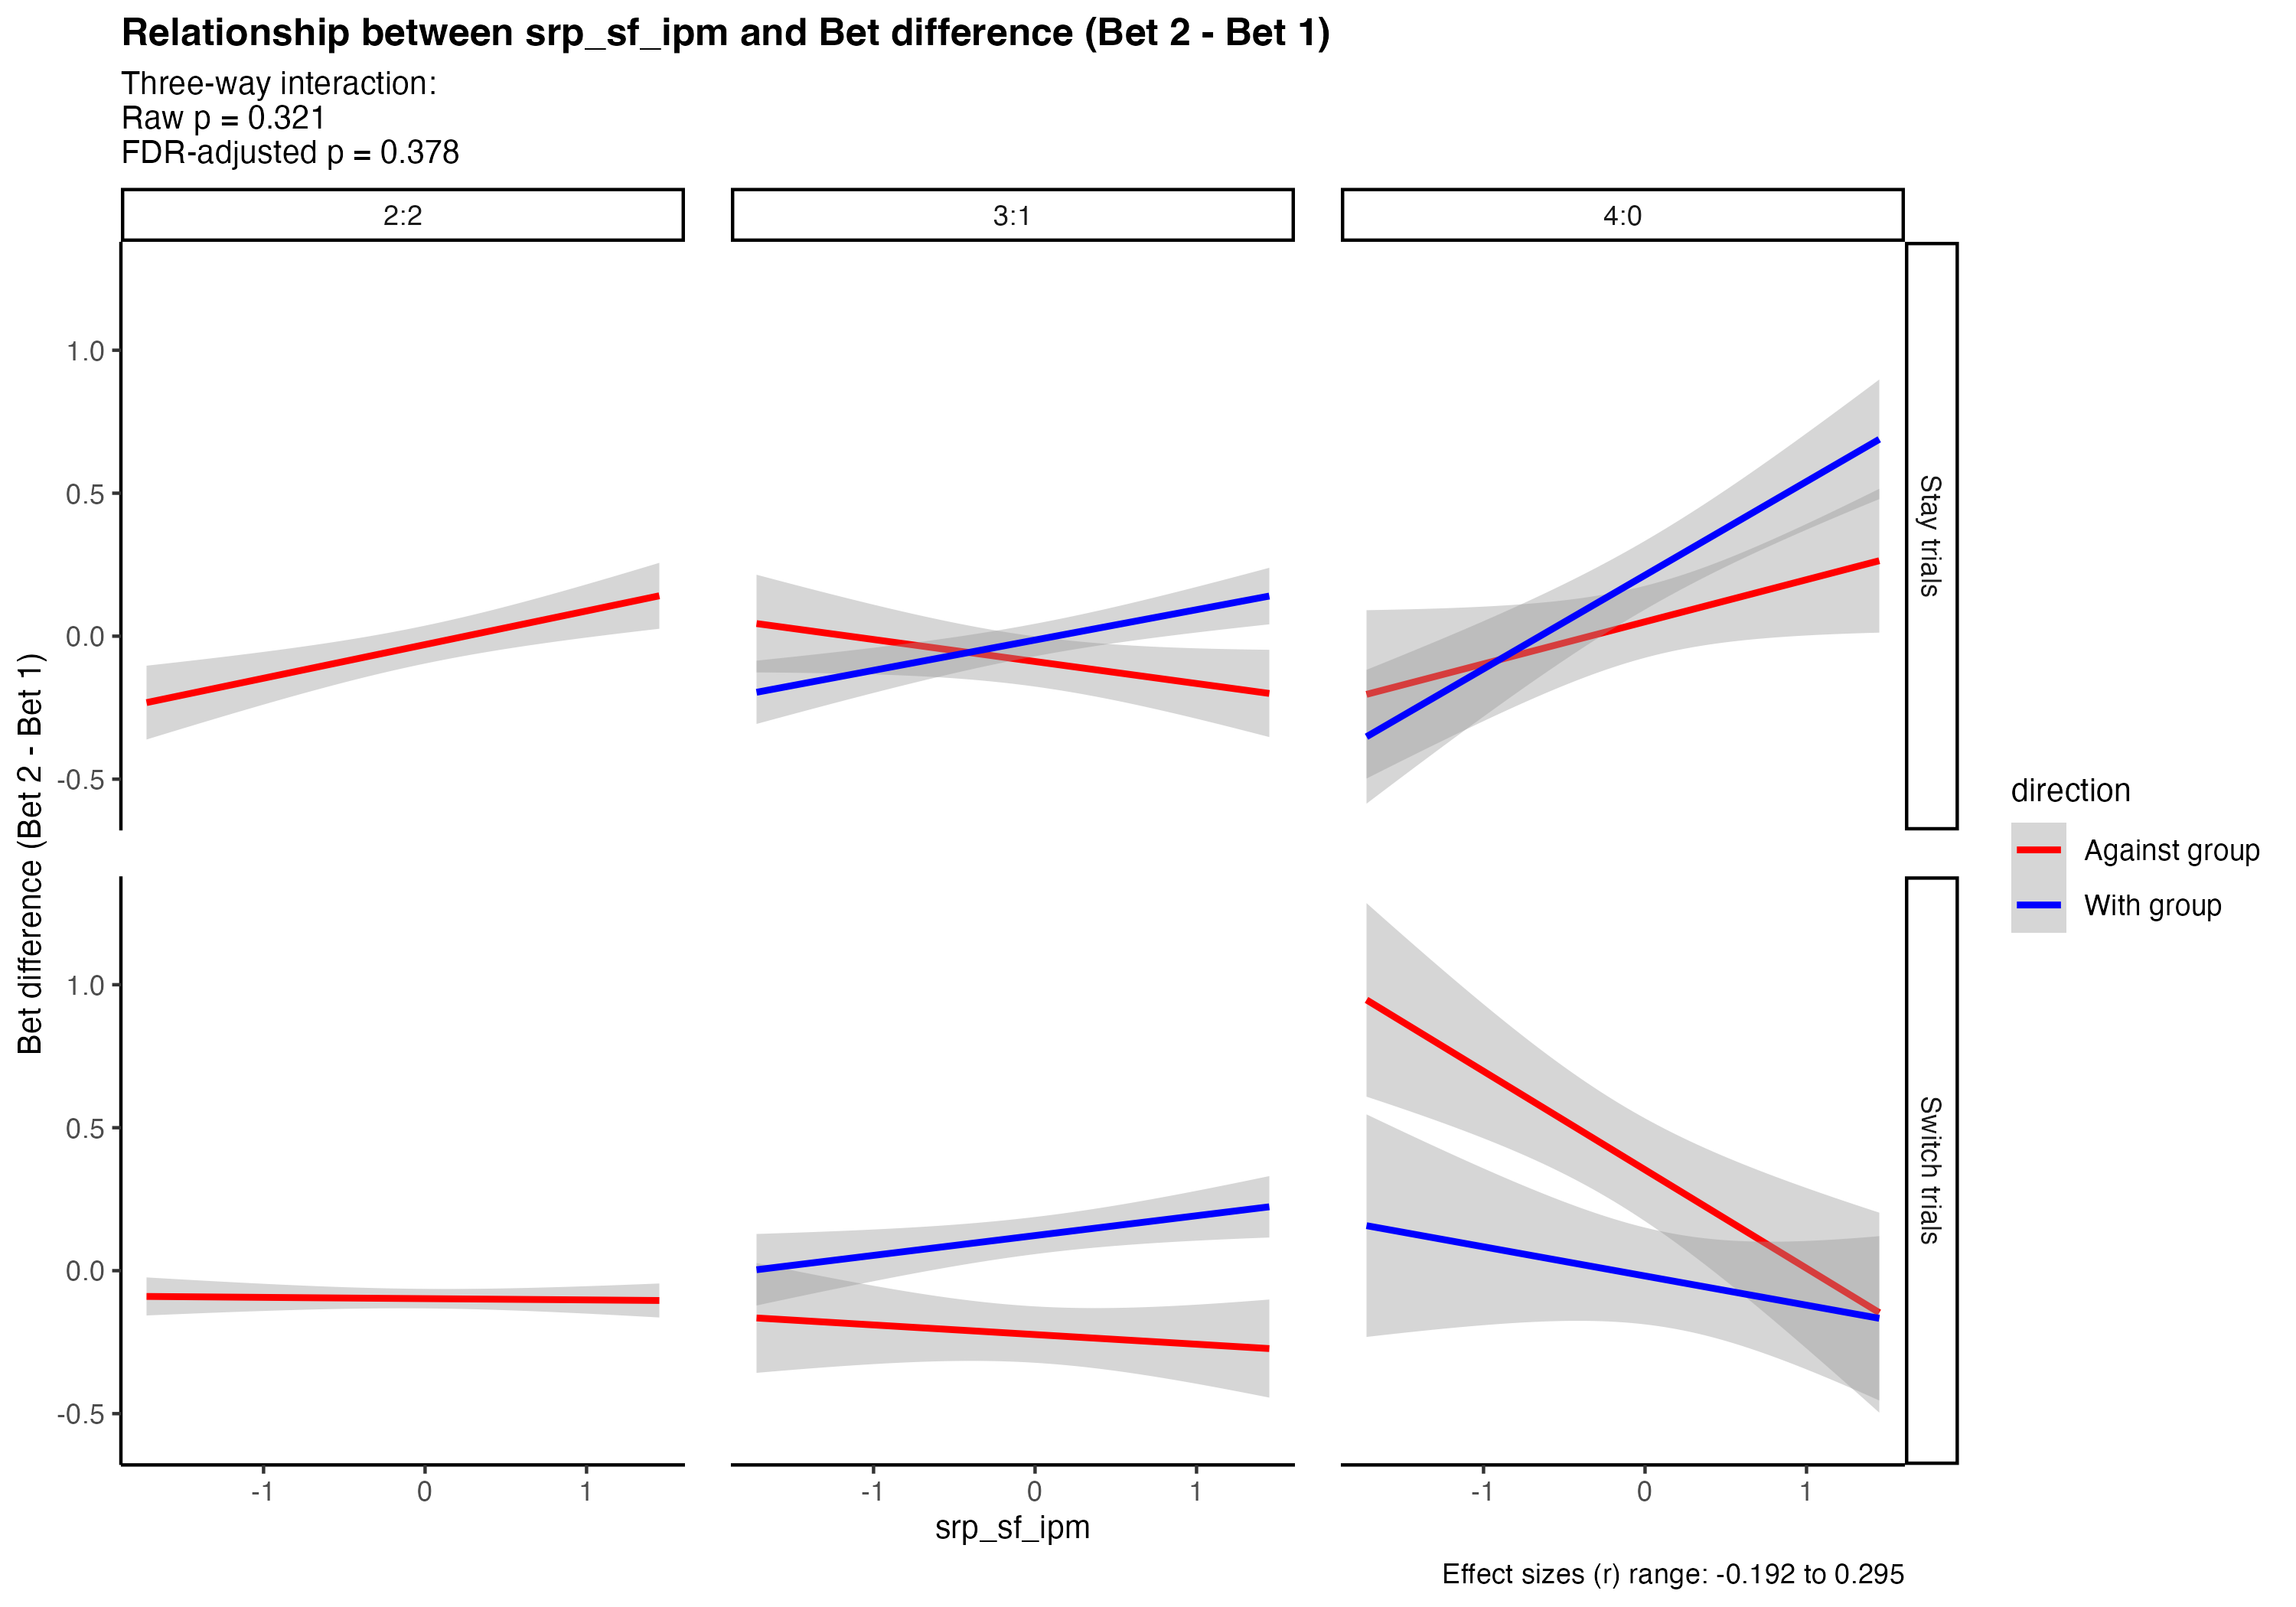 Relationship between srp_sf_ipm and Bet difference (Bet 2 - Bet 1)
Three-way interaction:
Raw p = 0.321
FDR-adjusted p = 0.378
2:2
3:1
4:0
1.0
0.5
0.0
-0.5
Stay trials
1.0
0.5
0.0
-0.5
Switch trials
Bet difference (Bet 2 - Bet 1)
-1
0
1
-1
0
1
-1
0
1
srp_sf_ipm
direction
Against group
With group
Effect sizes (r) range: -0.192 to 0.295